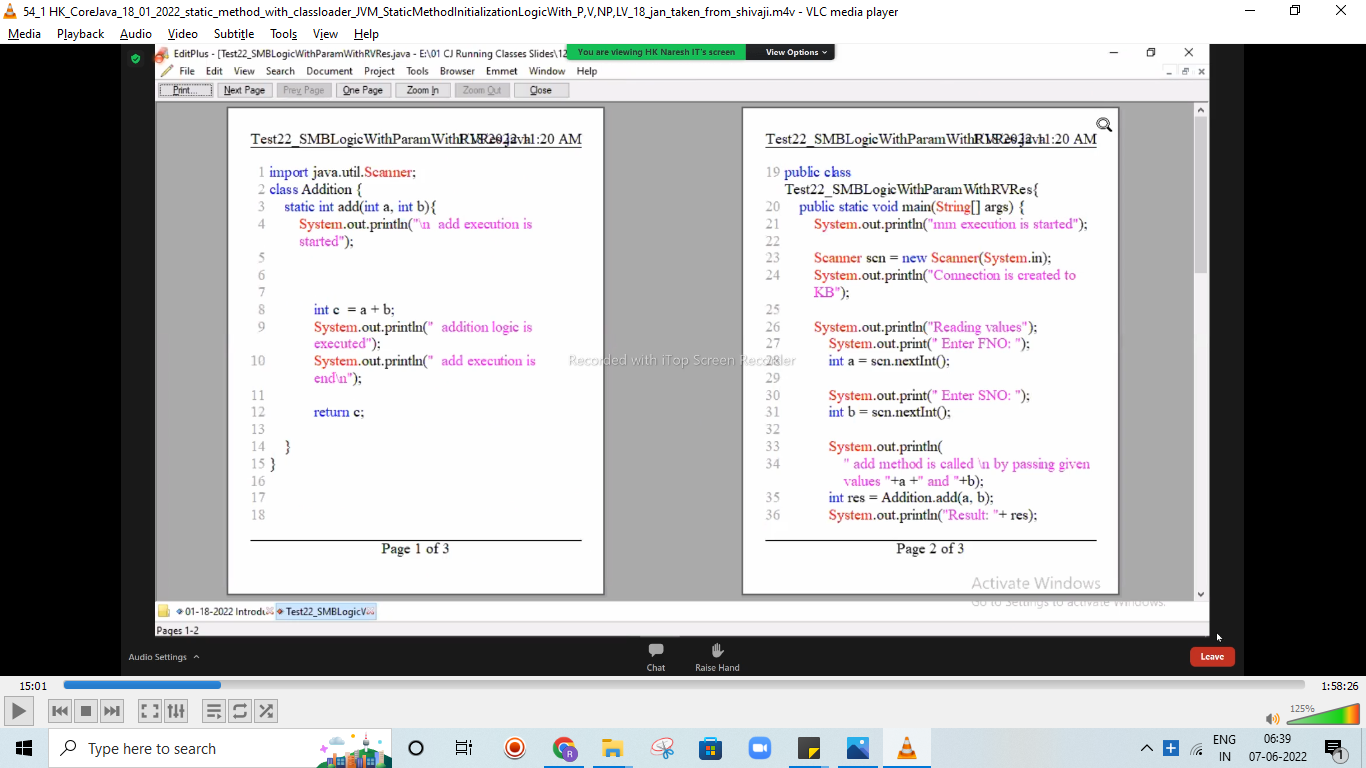 54_1 HK_CoreJava_18_01_2022_static_method_with_classloader_JVM_StaticMethodInitializationLogicWith_P,V,NP,LV_18_jan_taken_from_shivaji.m4v - VLC media player
Media Playback Audio Video Subtitle Tools View Help
EditPlus - [Test22_SMBLogicWithParamWithRVRes.java - E:\01 CJ Running Classes Slides\12
You are viewing HK Naresh IT's screen View Options
File Edit View Search Document Project Tools Browser Emmet Window Help
Print... Next Page Prev Page One Page Zoom In Zoom Out Close
Test22_SMBLogicWithParamWithRVRes.java 1:20 AM
1 import java.util.Scanner;
2 class Addition {
3 static int add(int a, int b){
4 System.out.println("\n add execution is
started");
5
6
7
8 int c = a + b;
9 System.out.println(" addition logic is
executed");
10 System.out.println(" add execution is
end\n");
11
12 return c;
13
14 }
15 }
16
17
18
Page 1 of 3
Test22_SMBLogicWithParamWithRVRes.java 1:20 AM
19 public class
Test22_SMBLogicWithParamWithRVRes{
20 public static void main(String[] args) {
21 System.out.println("mm execution is started");
22
23 Scanner scn = new Scanner(System.in);
24 System.out.println("Connection is created to
KB");
25
26 System.out.println("Reading values");
27 System.out.print(" Enter FNO: ");
28 int a = scn.nextInt();
29
30 System.out.print(" Enter SNO: ");
31 int b = scn.nextInt();
32
33 System.out.println(
34 " add method is called \n by passing given
values "+a +" and "+b);
35 int res = Addition.add(a, b);
36 System.out.println("Result: "+ res);
Page 2 of 3
Recorded with iTop Screen Recorder
Activate Windows
Go to Settings to activate Windows.
01-18-2022 Introdu Test22_SMBLogicV
Pages 1-2
Audio Settings Chat Raise Hand Leave
15:01 1:58:26
125%
Type here to search
ENG
IN
06:39
07-06-2022
1